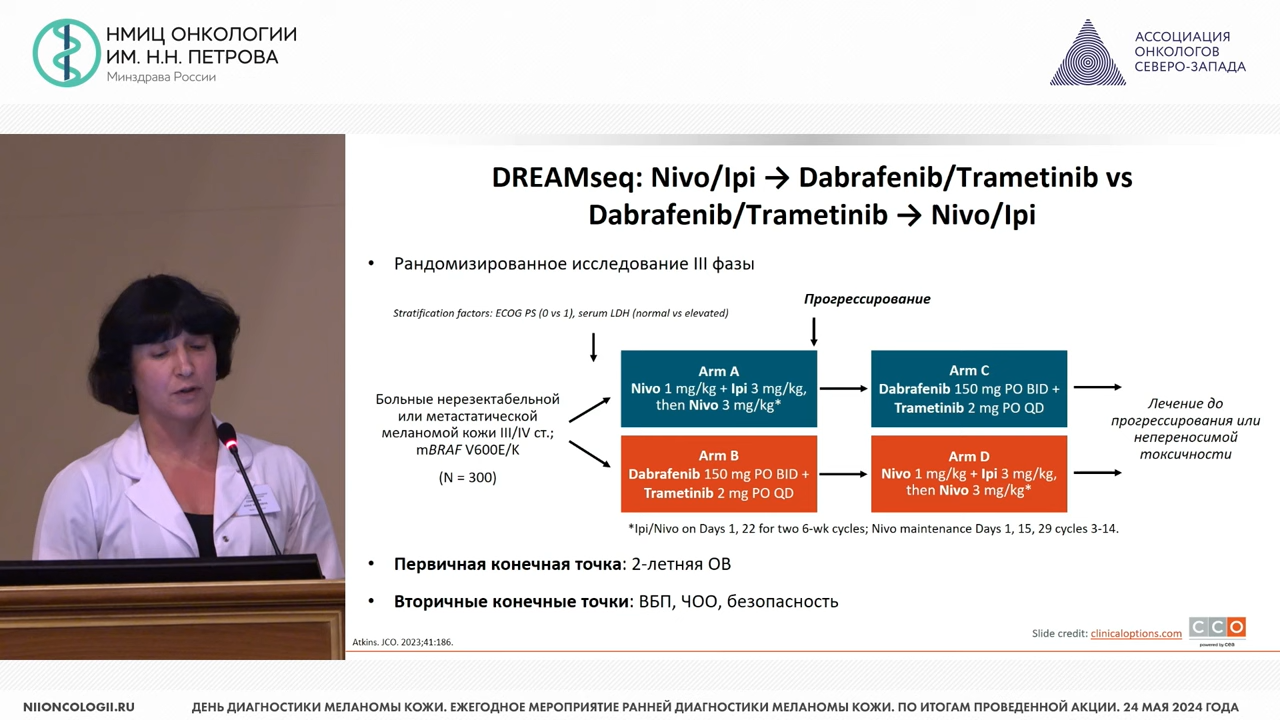 НМИЦ ОНКОЛОГИИ
ИМ. Н.Н. ПЕТРОВА
Минздрава России
АССОЦИАЦИЯ
ОНКОЛОГОВ
СЕВЕРО-ЗАПАДА
DREAMseq: Nivo/Ipi → Dabrafenib/Trametinib vs
Dabrafenib/Trametinib → Nivo/Ipi
• Рандомизированное исследование III фазы
Прогрессирование
Stratification factors: ECOG PS (0 vs 1), serum LDH (normal vs elevated)
Больные нерезектабельной
или метастатической
меланомой кожи III/IV ст.;
mBRAF V600E/K
(N = 300)
Arm A
Nivo 1 mg/kg + Ipi 3 mg/kg,
then Nivo 3 mg/kg*
Arm C
Dabrafenib 150 mg PO BID +
Trametinib 2 mg PO QD
Arm B
Dabrafenib 150 mg PO BID +
Trametinib 2 mg PO QD
Arm D
Nivo 1 mg/kg + Ipi 3 mg/kg,
then Nivo 3 mg/kg*
Лечение до
прогрессирования или
непереносимой
токсичности
*Ipi/Nivo on Days 1, 22 for two 6-wk cycles; Nivo maintenance Days 1, 15, 29 cycles 3-14.
• Первичная конечная точка: 2-летняя ОВ
• Вторичные конечные точки: ВБП, ЧОО, безопасность
Atkins. JCO. 2023;41:186.
Slide credit: clinicaloptions.com
CCO
powered by cea
NIIONCOLOGII.RU
ДЕНЬ ДИАГНОСТИКИ МЕЛАНОМЫ КОЖИ. ЕЖЕГОДНОЕ МЕРОПРИЯТИЕ РАННЕЙ ДИАГНОСТИКИ МЕЛАНОМЫ КОЖИ. ПО ИТОГАМ ПРОВЕДЕННОЙ АКЦИИ. 24 МАЯ 2024 ГОДА